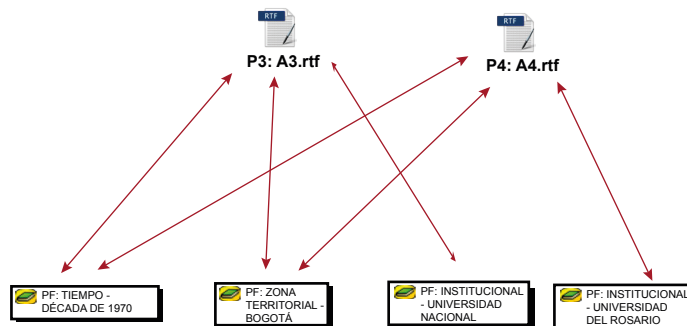 RTF
RTF
P3: A3.rtf
P4: A4.rtf
PF: TIEMPO -
DÉCADA DE 1970
PF: ZONA
TERRITORIAL -
BOGOTÁ
PF: INSTITUCIONAL
- UNIVERSIDAD
NACIONAL
PF: INSTITUCIONAL
- UNIVERSIDAD
DEL ROSARIO